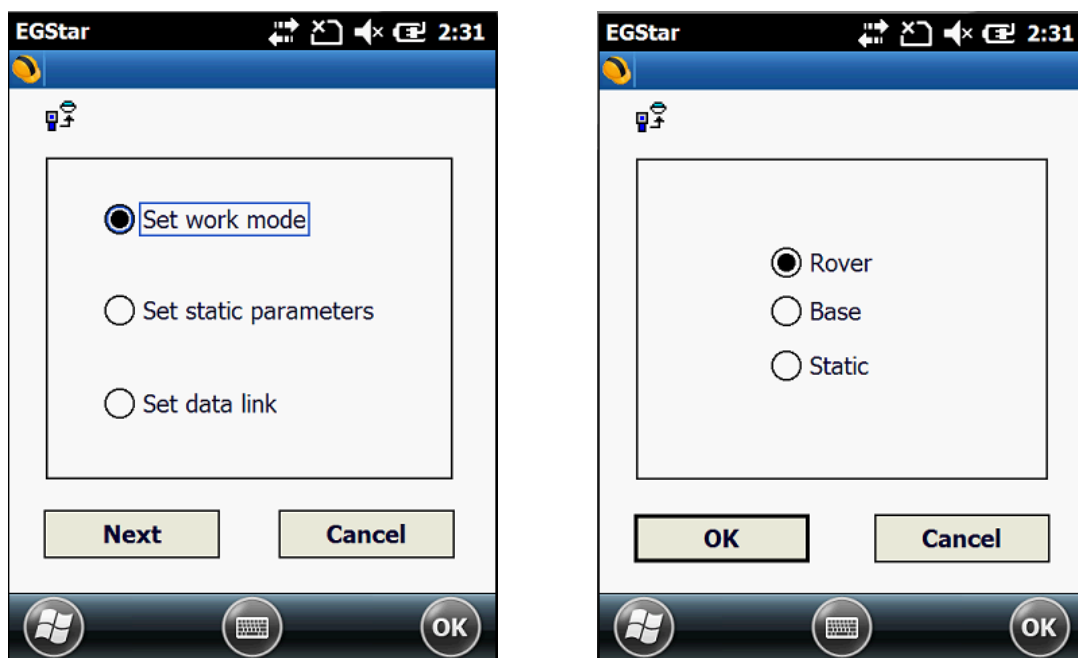 EGStar 2:31
Set work mode
Set static parameters
Set data link
Next Cancel
OK
EGStar 2:31
Rover
Base
Static
OK Cancel
OK